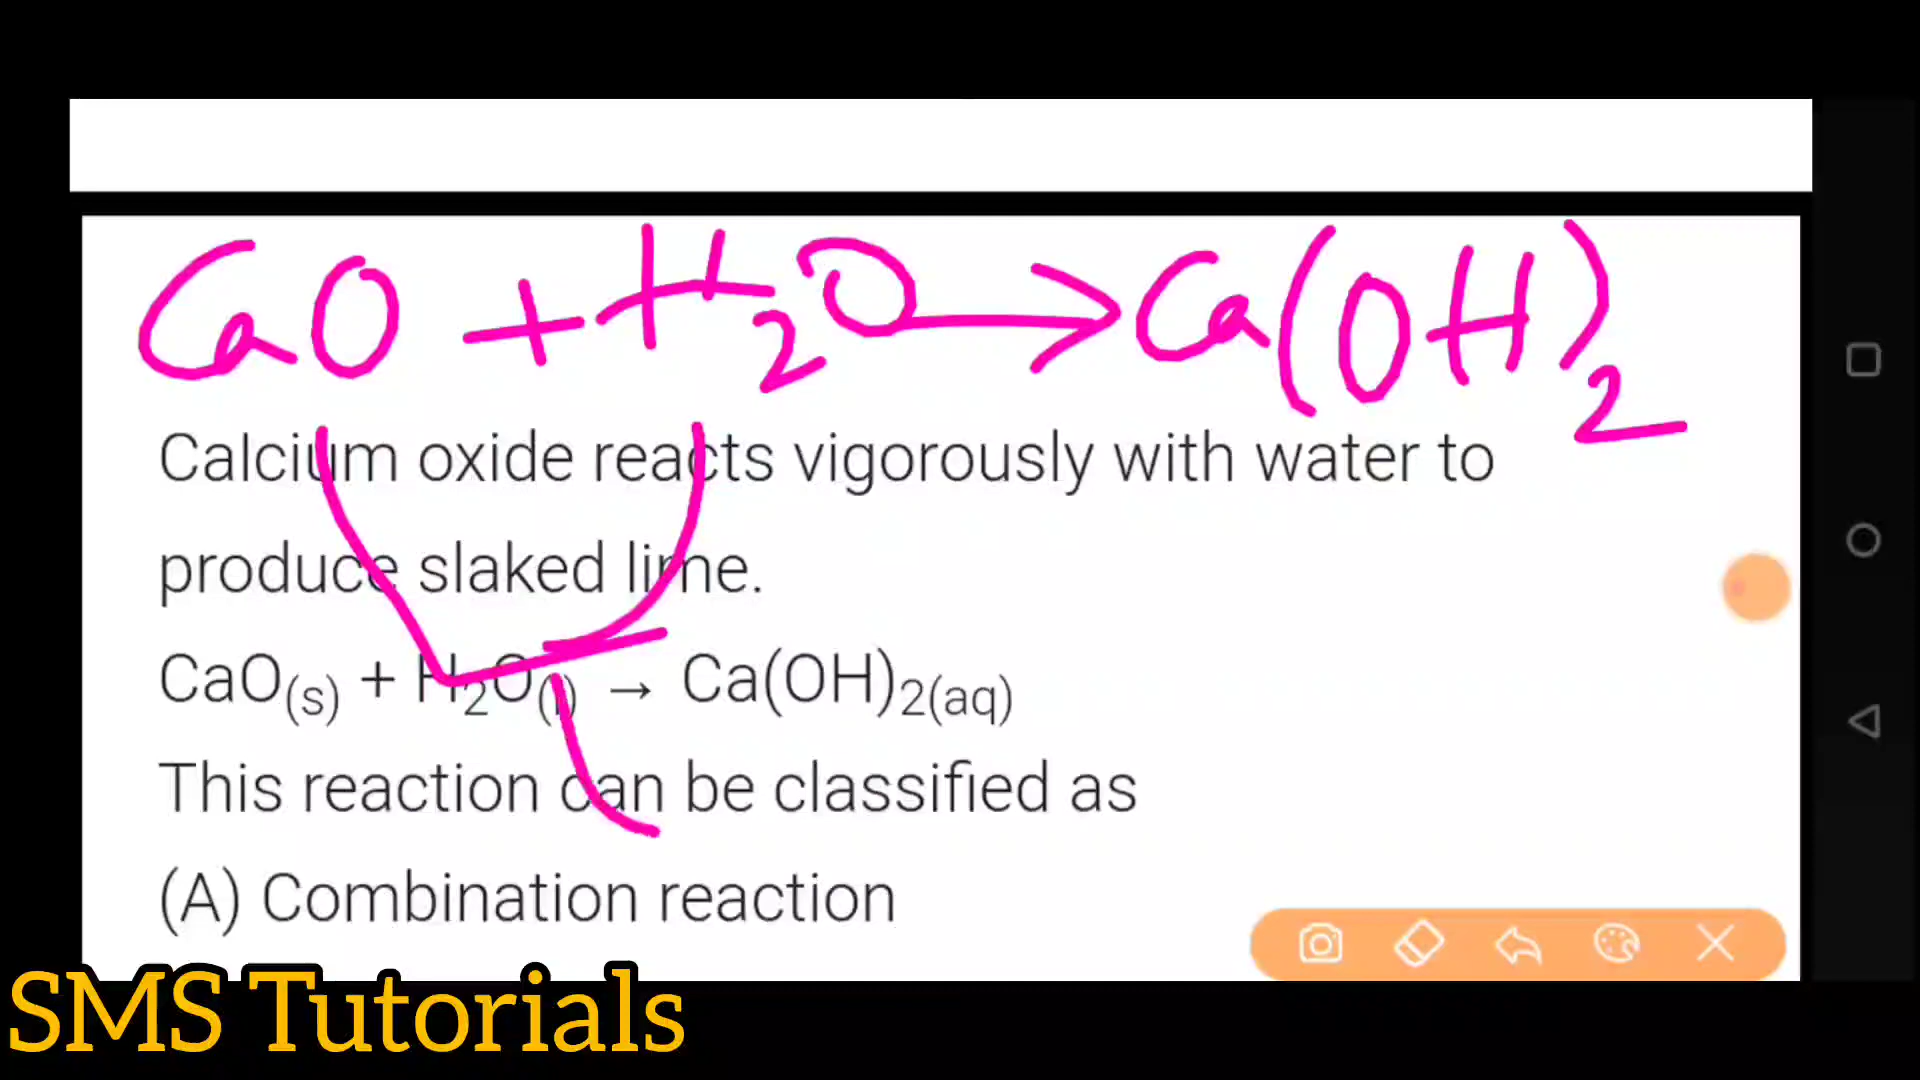 CaO + H₂O → Ca(OH)₂
Calcium oxide reacts vigorously with water to
produce slaked lime.
CaO(s) + H₂O(l) → Ca(OH)₂(aq)
This reaction can be classified as
(A) Combination reaction
SMS Tutorials